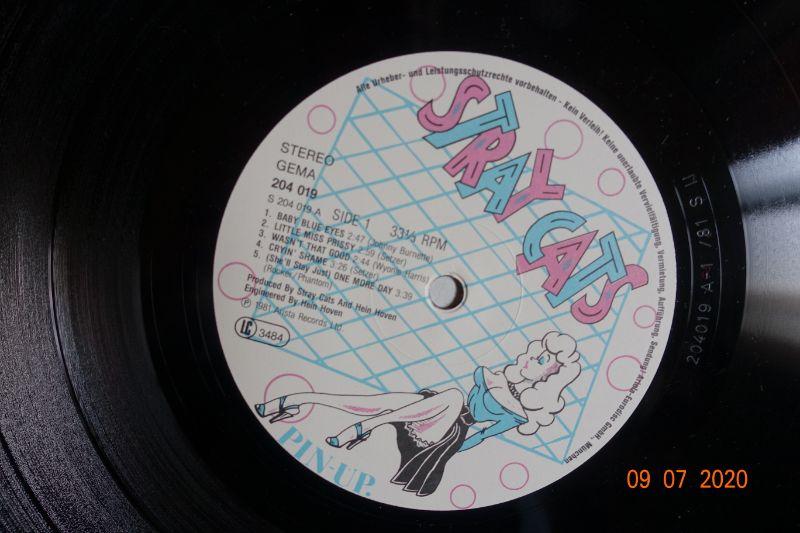 STRAY CATS
STEREO
GEMA
204 019
S 204 019 A SIDE 1 33⅓ RPM
1. BABY BLUE EYES 2:47 (Johnny Burnette)
2. LITTLE MISS PRISSY 2:59 (Setzer)
3. WASN'T THAT GOOD 2:44 (Wyonie Harris)
4. CRYIN' SHAME 3:26 (Setzer)
5. (She'll Stay Just) ONE MORE DAY 3:39
(Rocker/Phantom)
Produced By Stray Cats And Hein Hoven
Engineered By Hein Hoven
℗ 1981 Arista Records Ltd.
LC 3484
PIN-UP.
Alle Urheber- und Leistungsschutzrechte vorbehalten - Kein Verleih! Keine unerlaubte Vervielfältigung, Vermietung, Aufführung, Sendung! Ariola-Eurodisc GmbH, München
204019 A-1 /81 S
09 07 2020